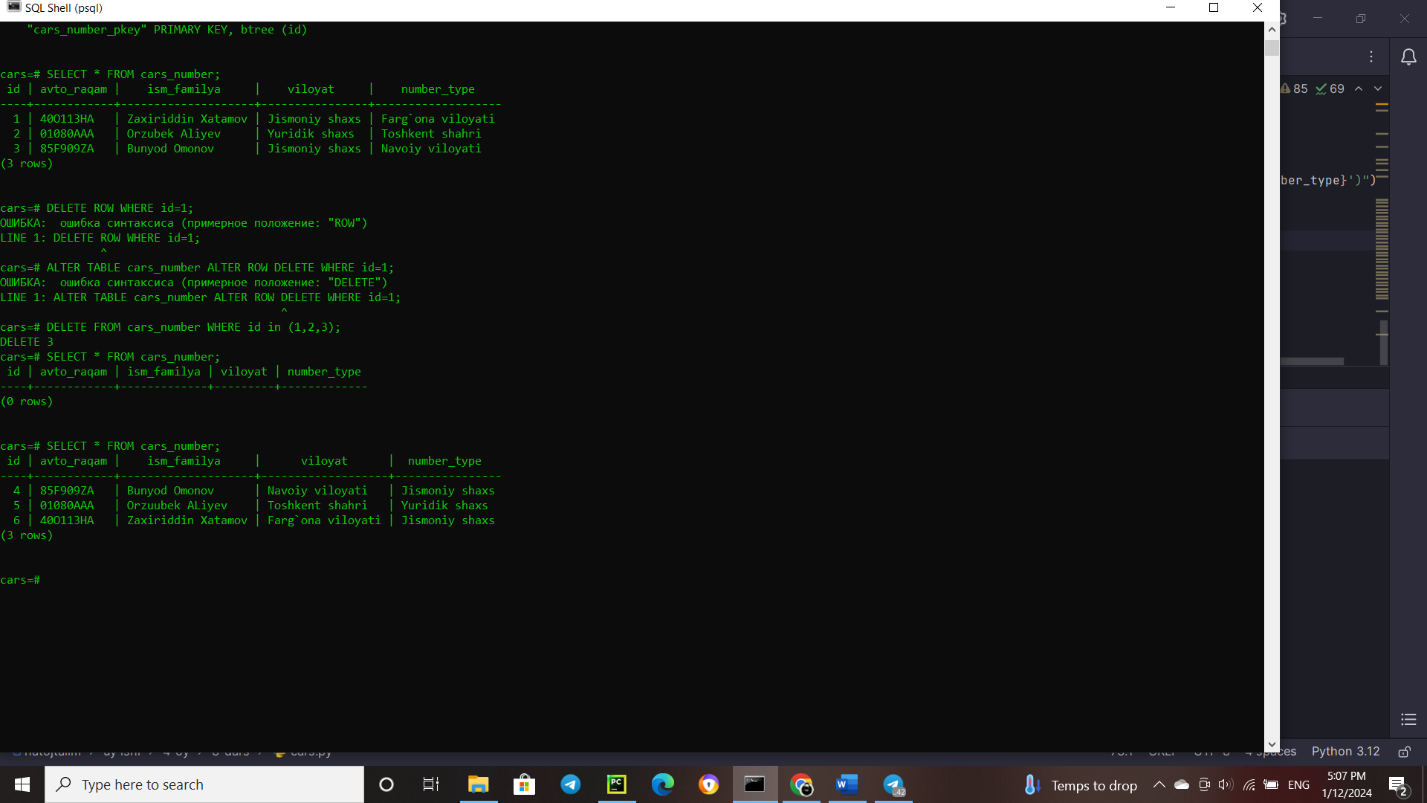 SQL Shell (psql)
"cars_number_pkey" PRIMARY KEY, btree (id)
cars=# SELECT * FROM cars_number;
 id | avto_raqam |    ism_familya     |    viloyat     |    number_type
----+------------+--------------------+----------------+-------------------
  1 | 40O113HA   | Zaxiriddin Xatamov | Jismoniy shaxs | Farg`ona viloyati
  2 | 01080AAA   | Orzubek Aliyev     | Yuridik shaxs  | Toshkent shahri
  3 | 85F909ZA   | Bunyod Omonov      | Jismoniy shaxs | Navoiy viloyati
(3 rows)
cars=# DELETE ROW WHERE id=1;
ОШИБКА:  ошибка синтаксиса (примерное положение: "ROW")
LINE 1: DELETE ROW WHERE id=1;
^
cars=# ALTER TABLE cars_number ALTER ROW DELETE WHERE id=1;
ОШИБКА:  ошибка синтаксиса (примерное положение: "DELETE")
LINE 1: ALTER TABLE cars_number ALTER ROW DELETE WHERE id=1;
^
cars=# DELETE FROM cars_number WHERE id in (1,2,3);
DELETE 3
cars=# SELECT * FROM cars_number;
 id | avto_raqam | ism_familya | viloyat | number_type
----+------------+-------------+---------+-------------
(0 rows)
cars=# SELECT * FROM cars_number;
 id | avto_raqam |    ism_familya     |      viloyat      |  number_type
----+------------+--------------------+-------------------+----------------
  4 | 85F909ZA   | Bunyod Omonov      | Navoiy viloyati   | Jismoniy shaxs
  5 | 01080AAA   | Orzuubek ALiyev    | Toshkent shahri   | Yuridik shaxs
  6 | 40O113HA   | Zaxiriddin Xatamov | Farg`ona viloyati | Jismoniy shaxs
(3 rows)
cars=#
85 69
ber_type}')")
Python 3.12
Type here to search
PC
W
42
Temps to drop
ENG
5:07 PM
1/12/2024
2